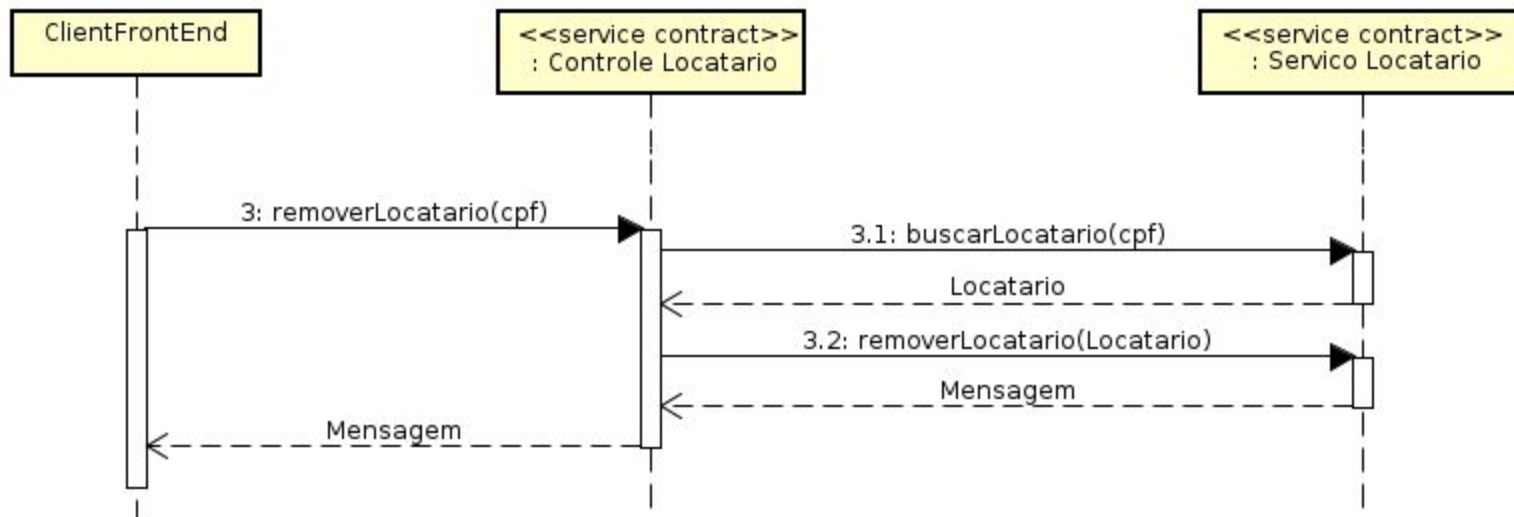 ClientFrontEnd
<<service contract>>
: Controle Locatario
<<service contract>>
: Servico Locatario
3: removerLocatario(cpf)
3.1: buscarLocatario(cpf)
Locatario
3.2: removerLocatario(Locatario)
Mensagem
Mensagem